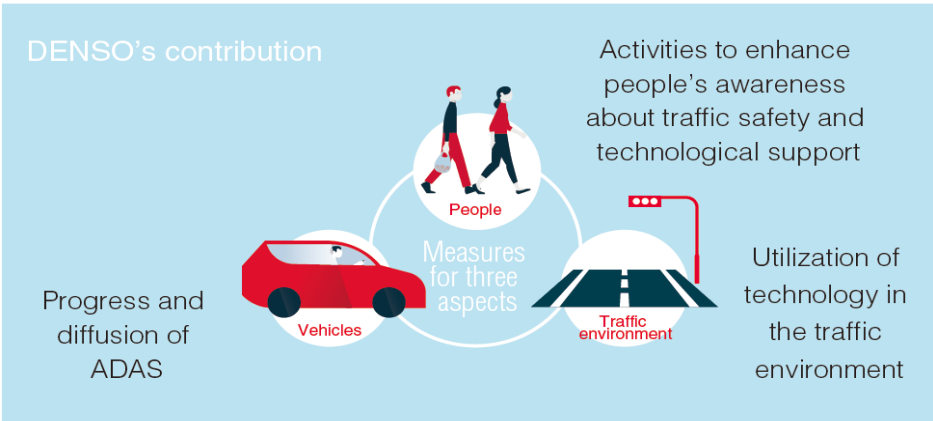 DENSO’s contribution
Activities to enhance
people’s awareness
about traffic safety and
technological support
People
Measures
for three
aspects
Vehicles
Progress and
diffusion of
ADAS
Traffic
environment
Utilization of
technology in
the traffic
environment